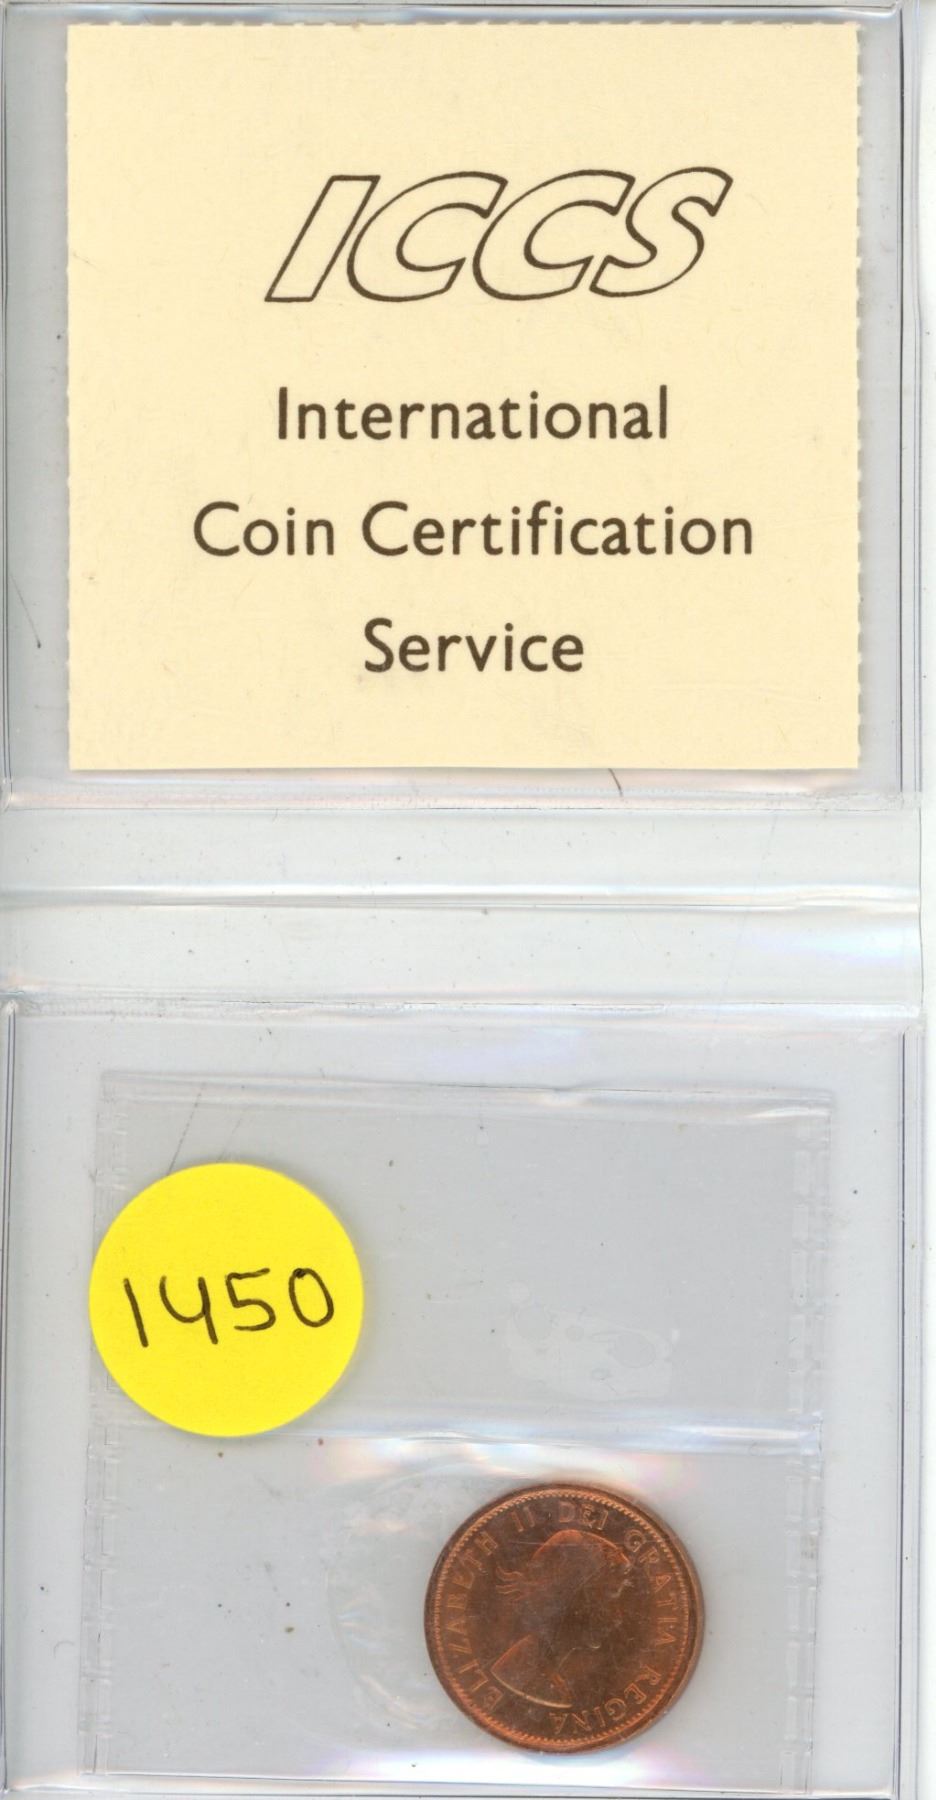 ICCS
International
Coin Certification
Service
1450
ELIZABETH II DEI GRATIA REGINA